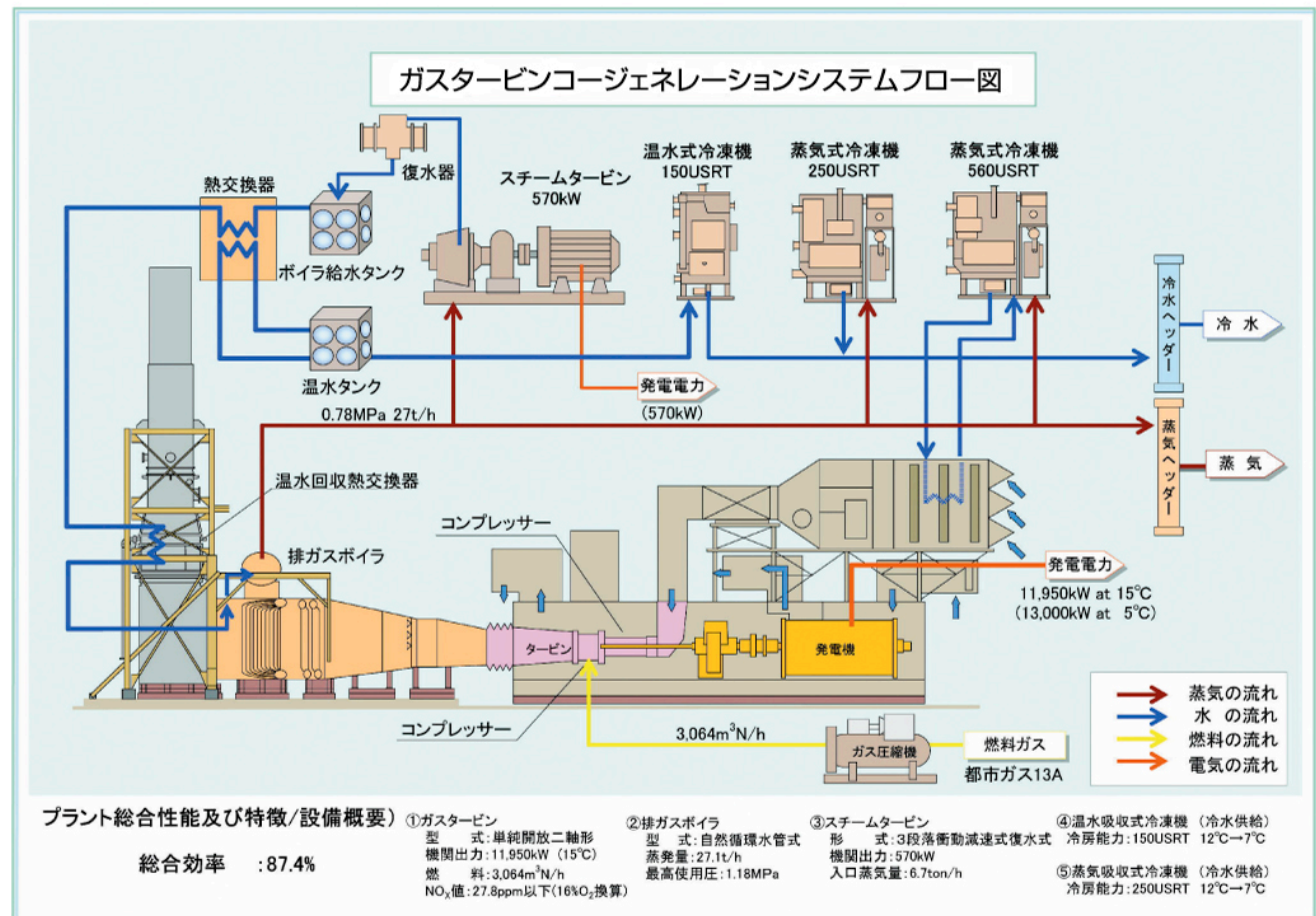 ガスタービンコージェネレーションシステムフロー図
復水器
熱交換器
スチームタービン
570kW
温水式冷凍機
150USRT
蒸気式冷凍機
250USRT
蒸気式冷凍機
560USRT
ボイラ給水タンク
温水タンク
冷水ヘッダー
冷 水
発電電力
(570kW)
0.78MPa 27t/h
蒸気ヘッダー
蒸 気
温水回収熱交換器
コンプレッサー
排ガスボイラ
発電電力
11,950kW at 15℃
(13,000kW at 5℃)
タービン
発電機
コンプレッサー
3,064m³N/h
ガス圧縮機
燃料ガス
都市ガス13A
蒸気の流れ
水 の流れ
燃料の流れ
電気の流れ
プラント総合性能及び特徴/設備概要)
総合効率 :87.4%
①ガスタービン
型 式:単純開放二軸形
機関出力:11,950kW (15℃)
燃 料:3,064m³N/h
NOX値:27.8ppm以下(16%O₂換算)
②排ガスボイラ
型 式:自然循環水管式
蒸発量:27.1t/h
最高使用圧:1.18MPa
③スチームタービン
形 式:3段落衝動減速式復水式
機関出力:570kW
入口蒸気量:6.7ton/h
④温水吸収式冷凍機 (冷水供給)
冷房能力:150USRT 12℃→7℃
⑤蒸気吸収式冷凍機 (冷水供給)
冷房能力:250USRT 12℃→7℃